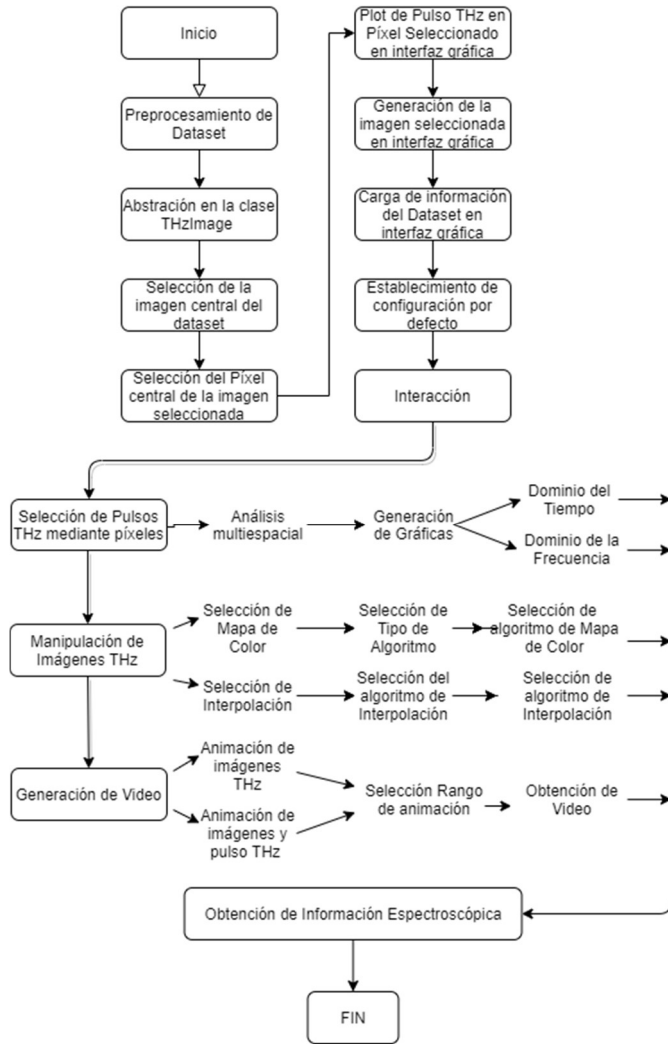 Inicio
Preprocesamiento de
Dataset
Abstración en la clase
THzImage
Selección de la
imagen central del
dataset
Selección del Píxel
central de la imagen
seleccionada
Plot de Pulso THz en
Píxel Seleccionado
en interfaz gráfica
Generación de la
imagen seleccionada
en interfaz gráfica
Carga de información
del Dataset en
interfaz gráfica
Establecimiento de
configuración por
defecto
Interacción
Selección de Pulsos
THz mediante píxeles
Análisis
multiespacial
Generación
de Gráficas
Dominio del
Tiempo
Dominio de la
Frecuencia
Manipulación de
Imágenes THz
Selección de
Mapa de
Color
Selección de
Tipo de
Algoritmo
Selección de
algoritmo de Mapa
de Color
Selección de
Interpolación
Selección del
algoritmo de
Interpolación
Selección de
algoritmo de
Interpolación
Generación de Video
Animación de
imágenes
THz
Animación de
imágenes y
pulso THz
Selección Rango
de animación
Obtención de
Video
Obtención de Información Espectroscópica
FIN